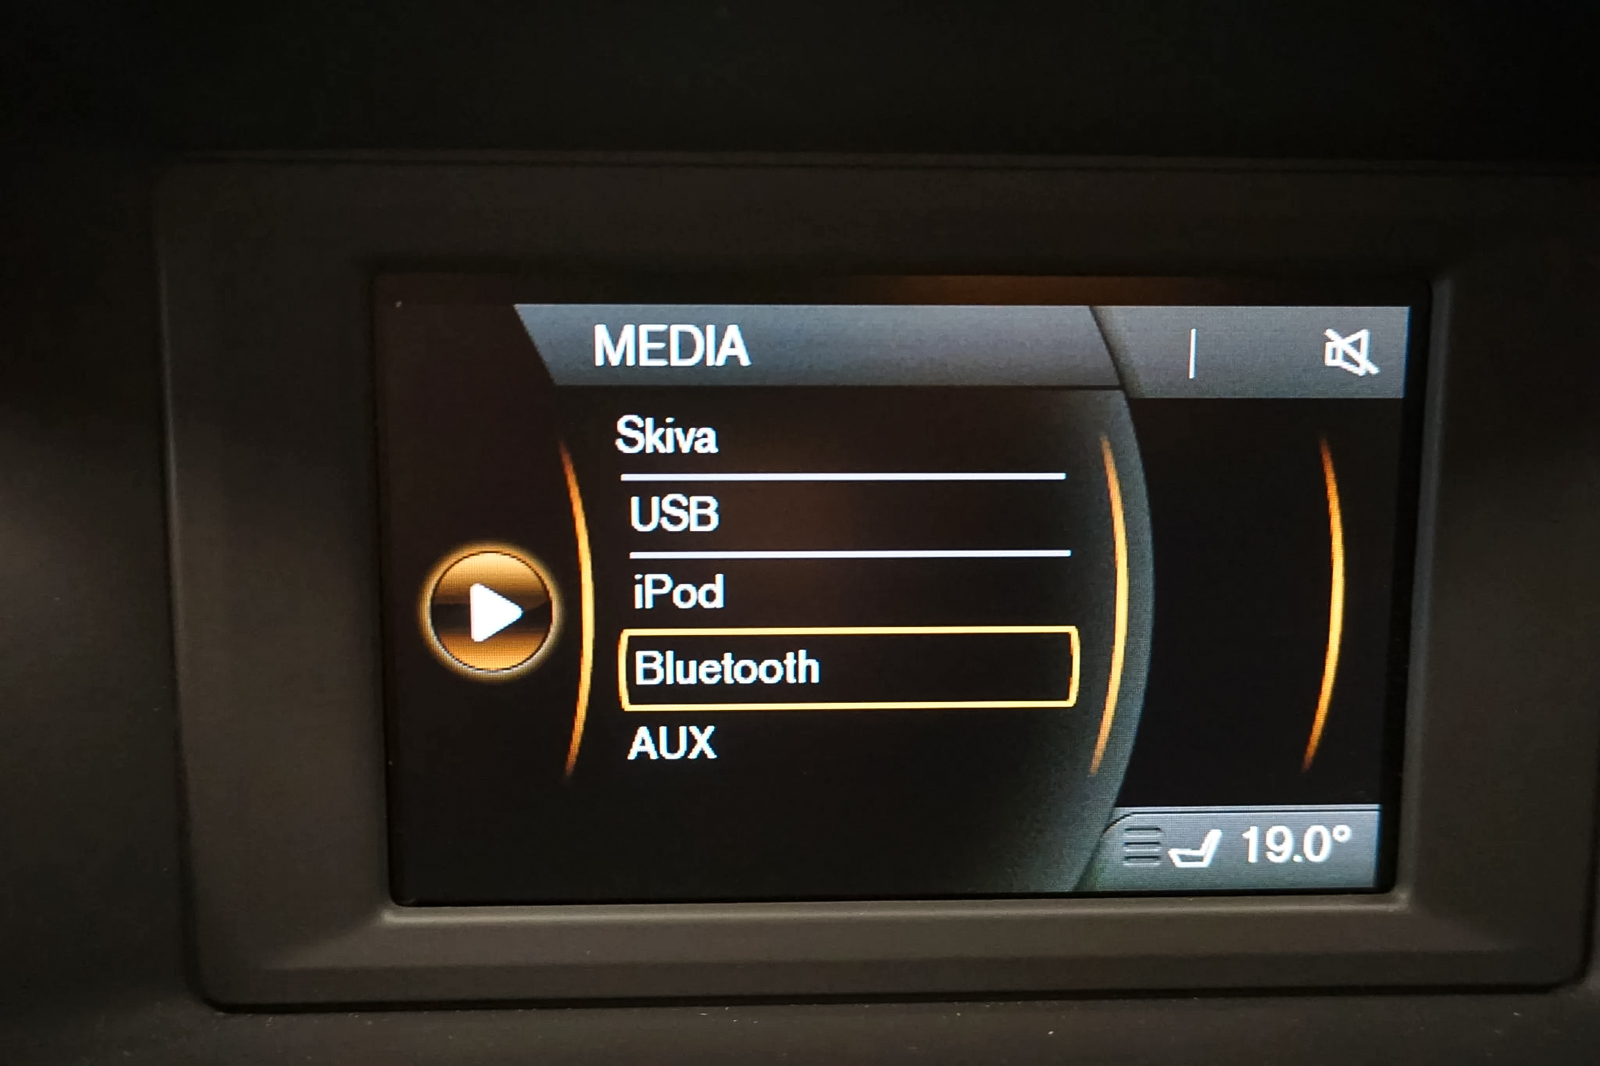 MEDIA
Skiva
USB
iPod
Bluetooth
AUX
19.0°